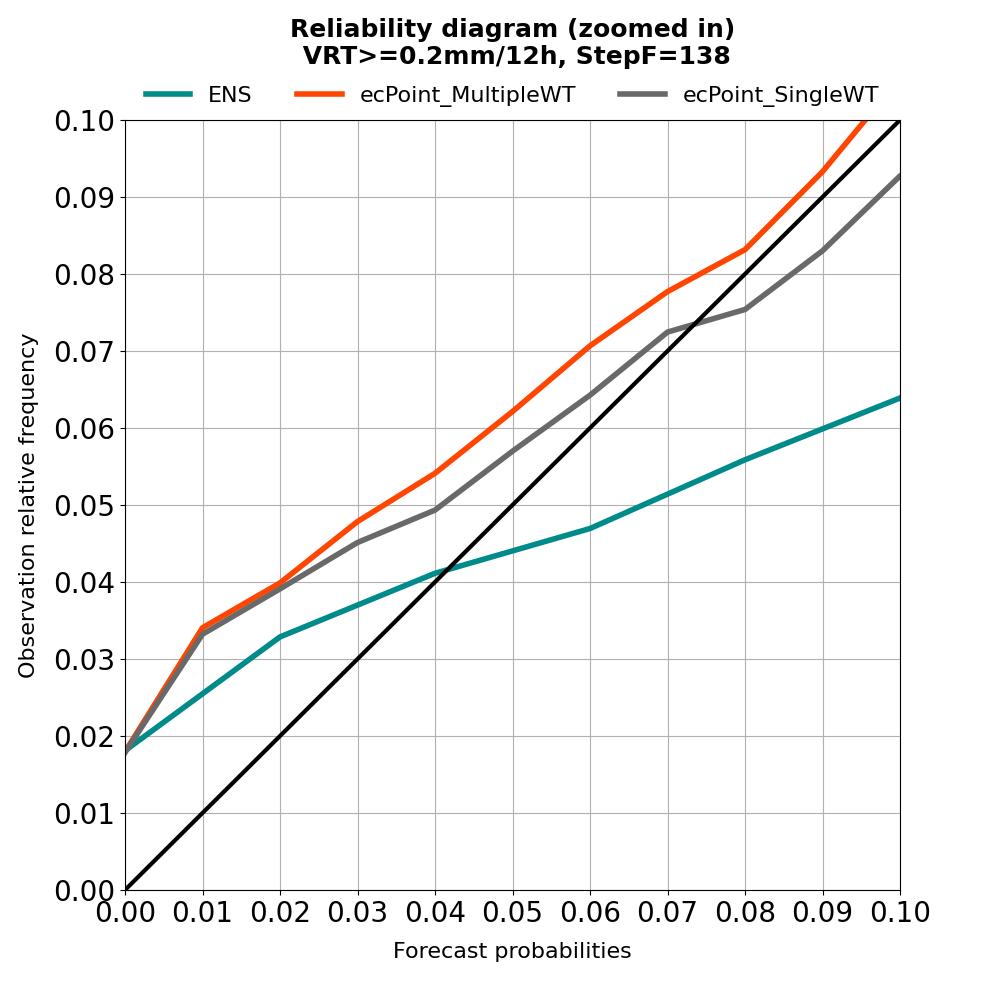 Reliability diagram (zoomed in)
VRT>=0.2mm/12h, StepF=138
ENS ecPoint_MultipleWT ecPoint_SingleWT
0.10
0.09
0.08
0.07
0.06
0.05
0.04
0.03
0.02
0.01
0.00
Observation relative frequency
0.00 0.01 0.02 0.03 0.04 0.05 0.06 0.07 0.08 0.09 0.10
Forecast probabilities